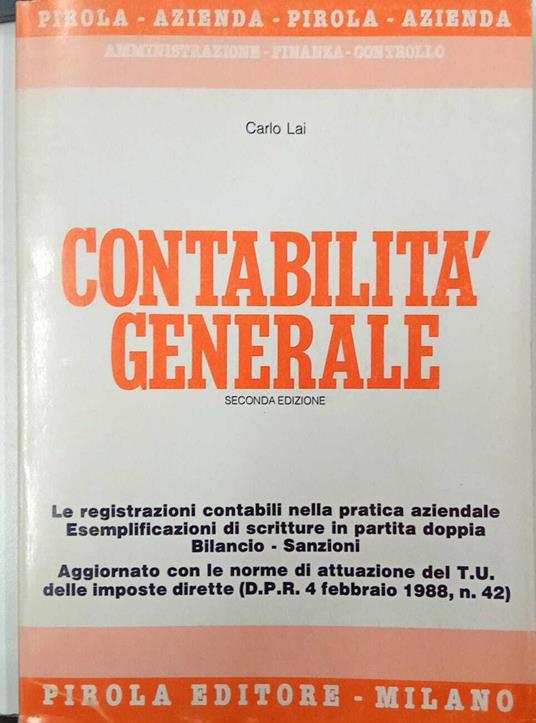 PIROLA - AZIENDA - PIROLA - AZIENDA
AMMINISTRAZIONE - FINANZA - CONTROLLO
Carlo Lai
CONTABILITA'
GENERALE
SECONDA EDIZIONE
Le registrazioni contabili nella pratica aziendale
Esemplificazioni di scritture in partita doppia
Bilancio - Sanzioni
Aggiornato con le norme di attuazione del T.U.
delle imposte dirette (D.P.R. 4 febbraio 1988, n. 42)
PIROLA EDITORE - MILANO